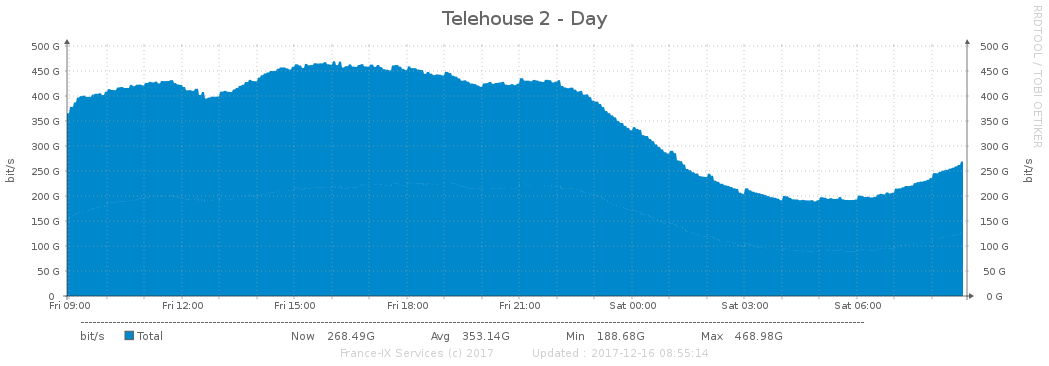 Telehouse 2 - Day
RRDTOOL / TOBI OETIKER
bit/s
500 G
450 G
400 G
350 G
300 G
250 G
200 G
150 G
100 G
50 G
0
500 G
450 G
400 G
350 G
300 G
250 G
200 G
150 G
100 G
50 G
0 G
bit/s
Fri 09:00 Fri 12:00 Fri 15:00 Fri 18:00 Fri 21:00 Sat 00:00 Sat 03:00 Sat 06:00
bit/s Total Now 268.49G Avg 353.14G Min 188.68G Max 468.98G
France-IX Services (c) 2017 Updated : 2017-12-16 08:55:14